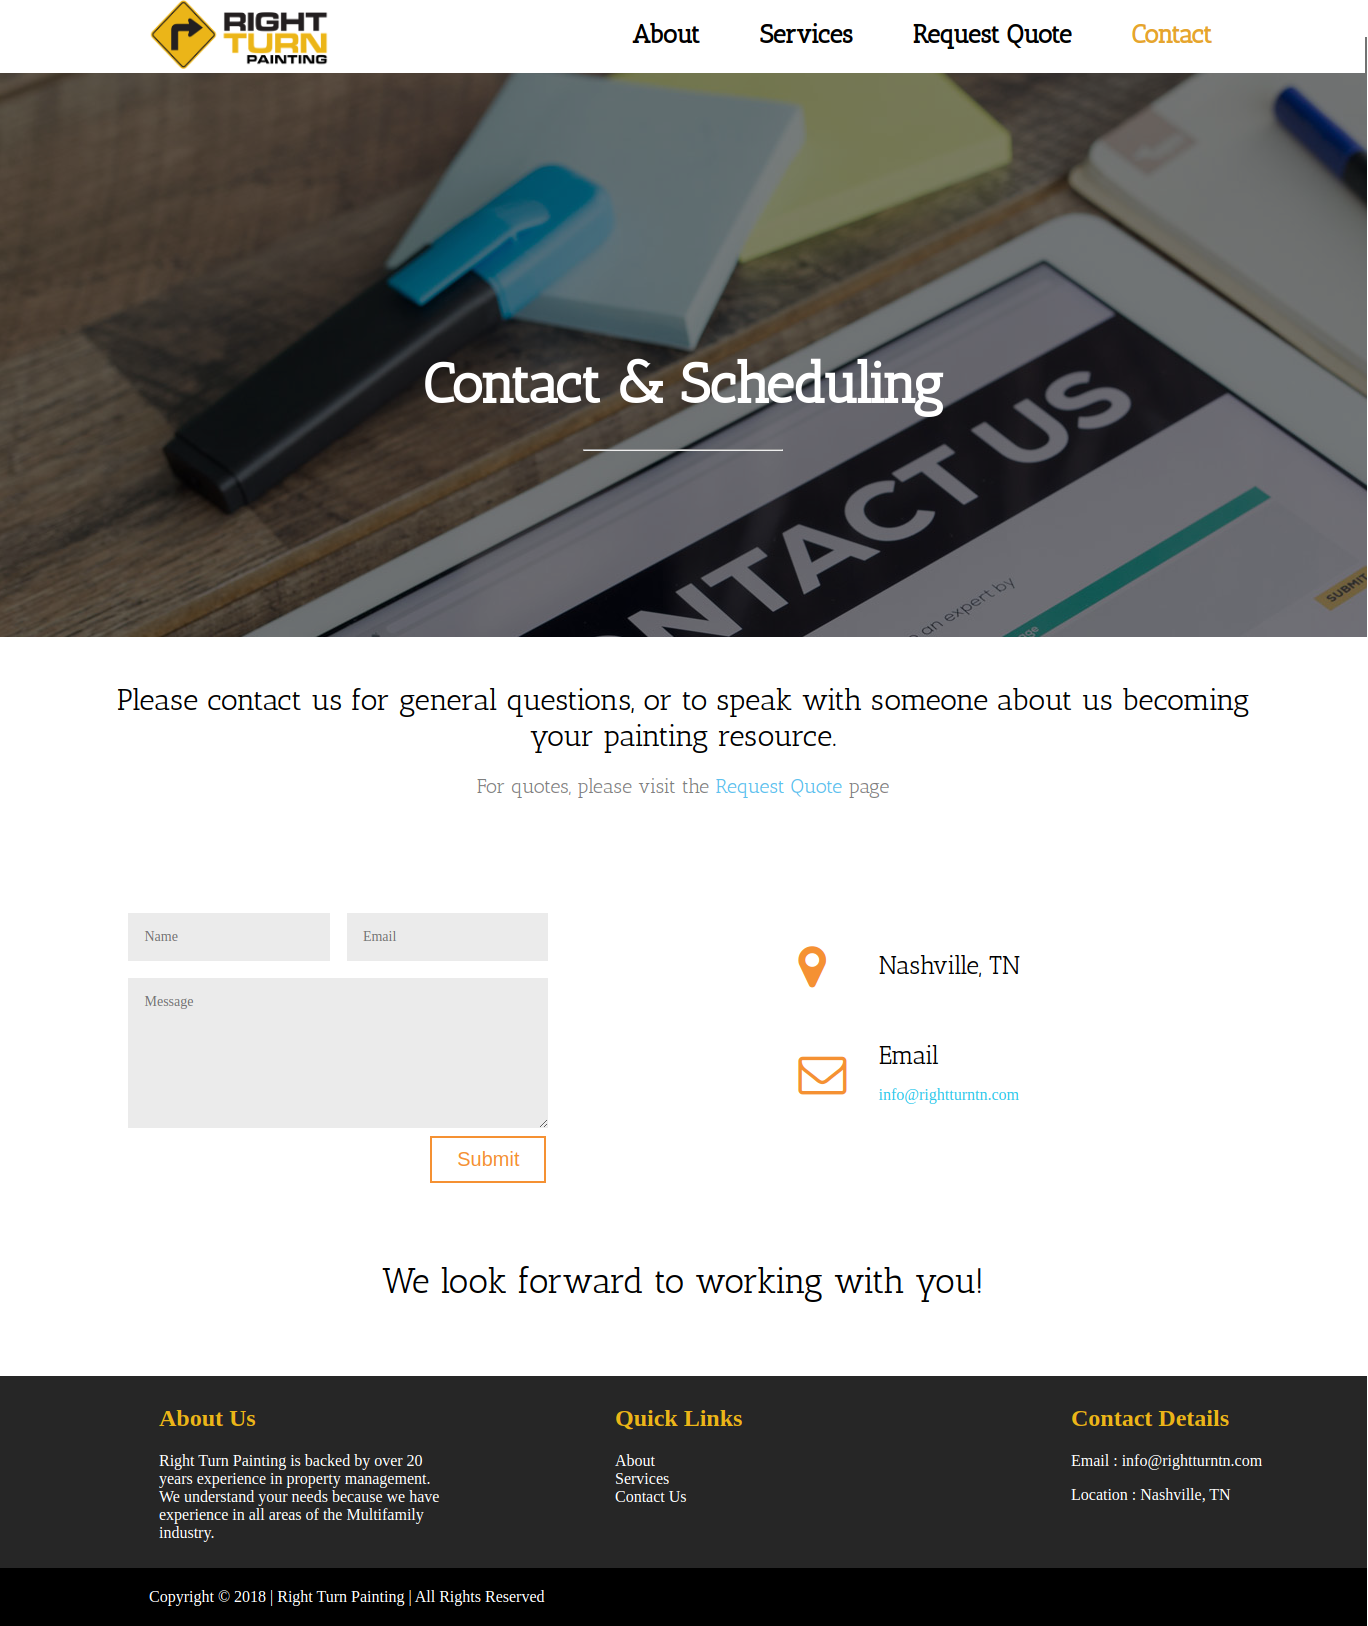 RIGHT
TURN
PAINTING
About
Services
Request Quote
Contact
Contact & Scheduling
CONTACT US
an expert by
SUBMIT
Please contact us for general questions, or to speak with someone about us becoming
your painting resource.
For quotes, please visit the Request Quote page
Name
Email
Message
Submit
Nashville, TN
Email
info@rightturntn.com
We look forward to working with you!
About Us
Right Turn Painting is backed by over 20
years experience in property management.
We understand your needs because we have
experience in all areas of the Multifamily
industry.
Quick Links
About
Services
Contact Us
Contact Details
Email : info@rightturntn.com
Location : Nashville, TN
Copyright © 2018 | Right Turn Painting | All Rights Reserved